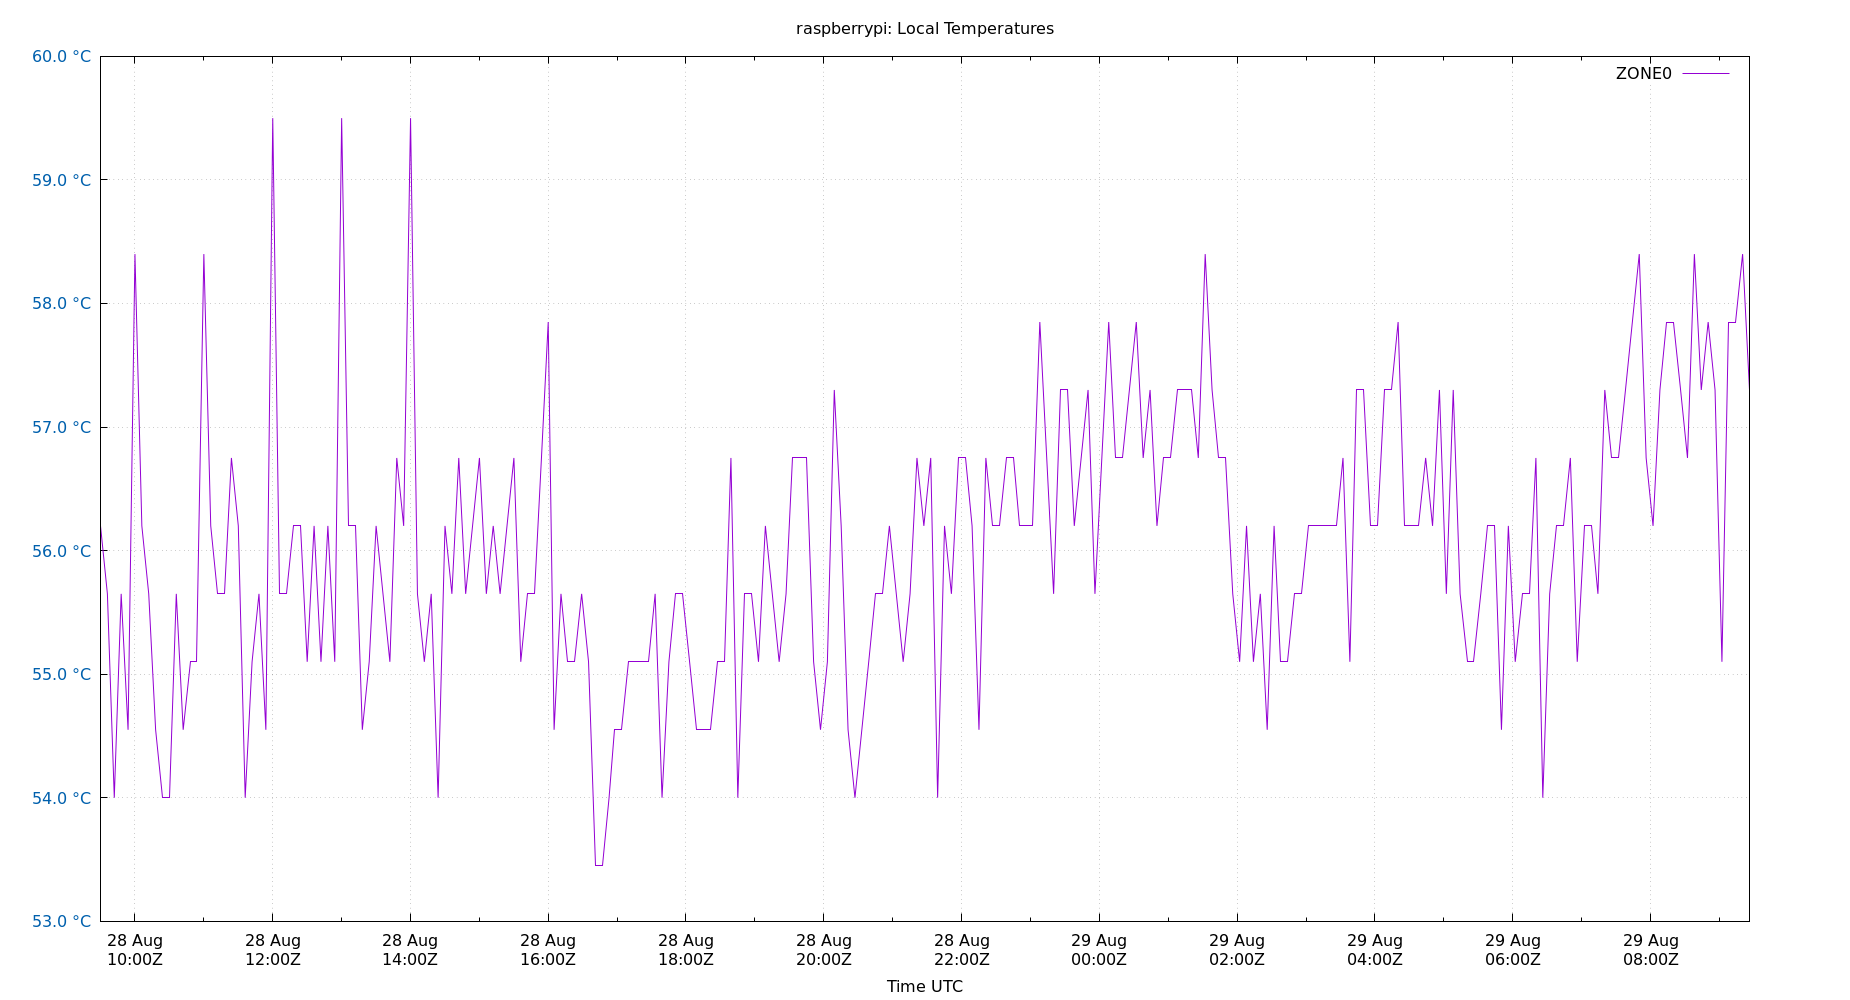 raspberrypi: Local Temperatures
60.0 °C
ZONE0
59.0 °C
58.0 °C
57.0 °C
56.0 °C
55.0 °C
54.0 °C
53.0 °C
28 Aug 28 Aug 28 Aug 28 Aug 28 Aug 28 Aug 28 Aug 29 Aug 29 Aug 29 Aug 29 Aug 29 Aug
10:00Z 12:00Z 14:00Z 16:00Z 18:00Z 20:00Z 22:00Z 00:00Z 02:00Z 04:00Z 06:00Z 08:00Z
Time UTC